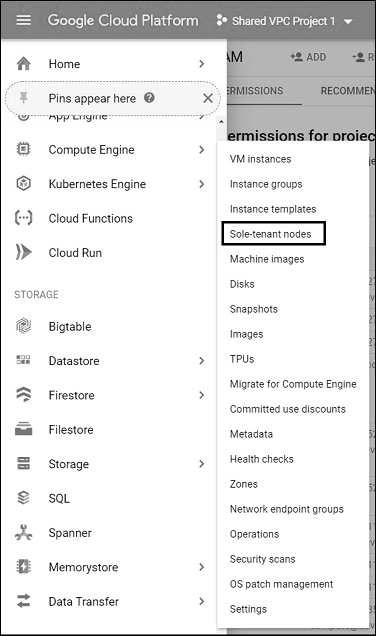 Google Cloud Platform
Shared VPC Project 1
AM
ADD
R
ERMISSIONS
RECOMMEN
ermissions for projec
Home
Pins appear here
App Engine
Compute Engine
Kubernetes Engine
Cloud Functions
Cloud Run
STORAGE
Bigtable
Datastore
Firestore
Filestore
Storage
SQL
Spanner
Memorystore
Data Transfer
VM instances
Instance groups
Instance templates
Sole-tenant nodes
Machine images
Disks
Snapshots
Images
TPUs
Migrate for Compute Engine
Committed use discounts
Metadata
Health checks
Zones
Network endpoint groups
Operations
Security scans
OS patch management
Settings